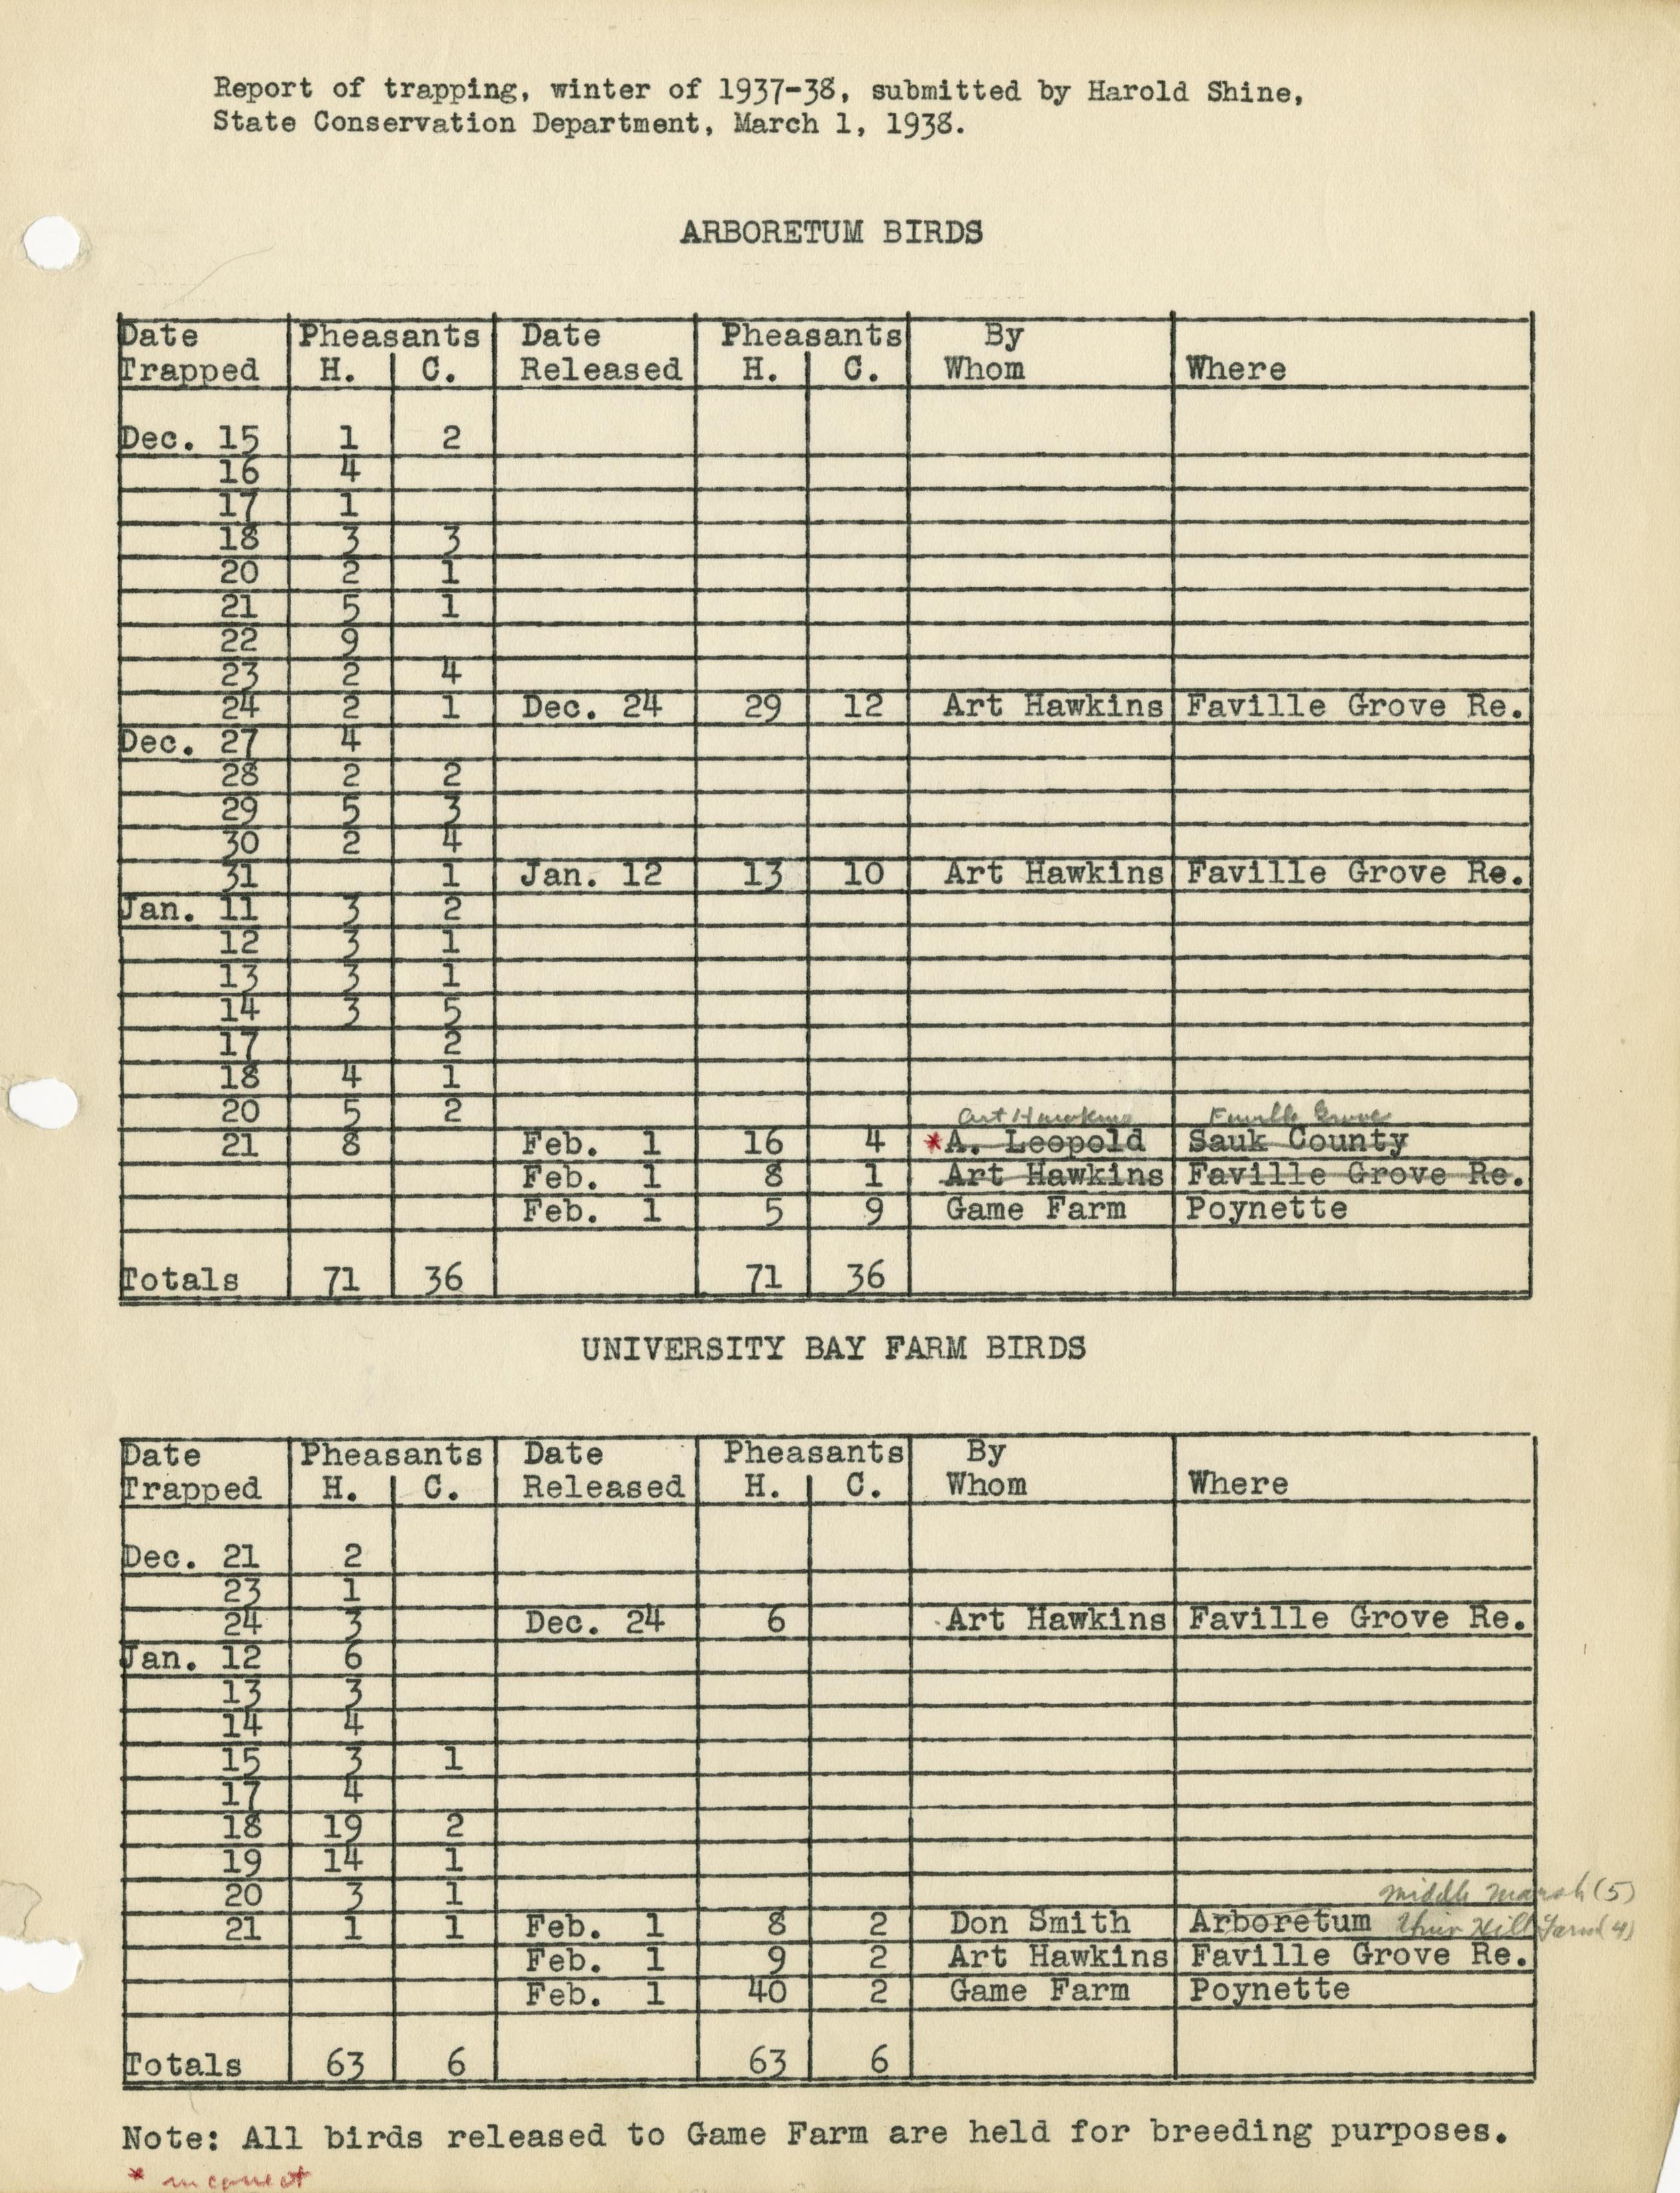 Report of trapping, winter of 1937-38, submitted by Harold Shine,
State Conservation Department, March 1, 1938.
ARBORETUM BIRDS
Date Pheasants Date Pheasants By
Trapped H. C. Released H. C. Whom Where
Dec. 15 1 2
16 4
17 1
18 3 3
20 2 1
21 5 1
22 9
23 2 4
24 2 1 Dec. 24 29 12 Art Hawkins Faville Grove Re.
Dec. 27 4
28 2 2
29 5 3
30 2 4
31 1 Jan. 12 13 10 Art Hawkins Faville Grove Re.
Jan. 11 3 2
12 3 1
13 3 1
14 3 5
17 2
18 4 1
20 5 2
Art Hawkins Faville Grove
21 8 Feb. 1 16 4 *A. Leopold Sauk County
Feb. 1 8 1 Art Hawkins Faville Grove Re.
Feb. 1 5 9 Game Farm Poynette
Totals 71 36 71 36
UNIVERSITY BAY FARM BIRDS
Date Pheasants Date Pheasants By
Trapped H. C. Released H. C. Whom Where
Dec. 21 2
23 1
24 3 Dec. 24 6 Art Hawkins Faville Grove Re.
Jan. 12 6
13 3
14 4
15 3 1
17 4
18 19 2
19 14 1
20 3 1
middle marsh (5)
21 1 1 Feb. 1 8 2 Don Smith Arboretum Hill Farm (4)
Feb. 1 9 2 Art Hawkins Faville Grove Re.
Feb. 1 40 2 Game Farm Poynette
Totals 63 6 63 6
Note: All birds released to Game Farm are held for breeding purposes.
* incorrect